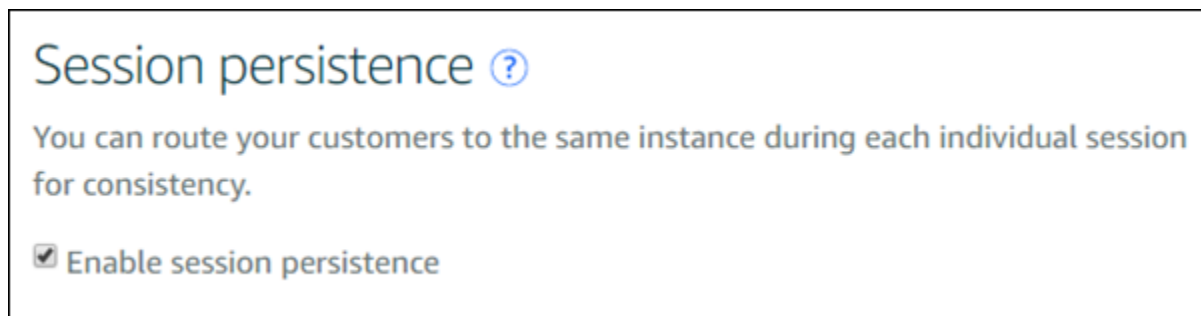 Session persistence ?
You can route your customers to the same instance during each individual session
for consistency.
Enable session persistence